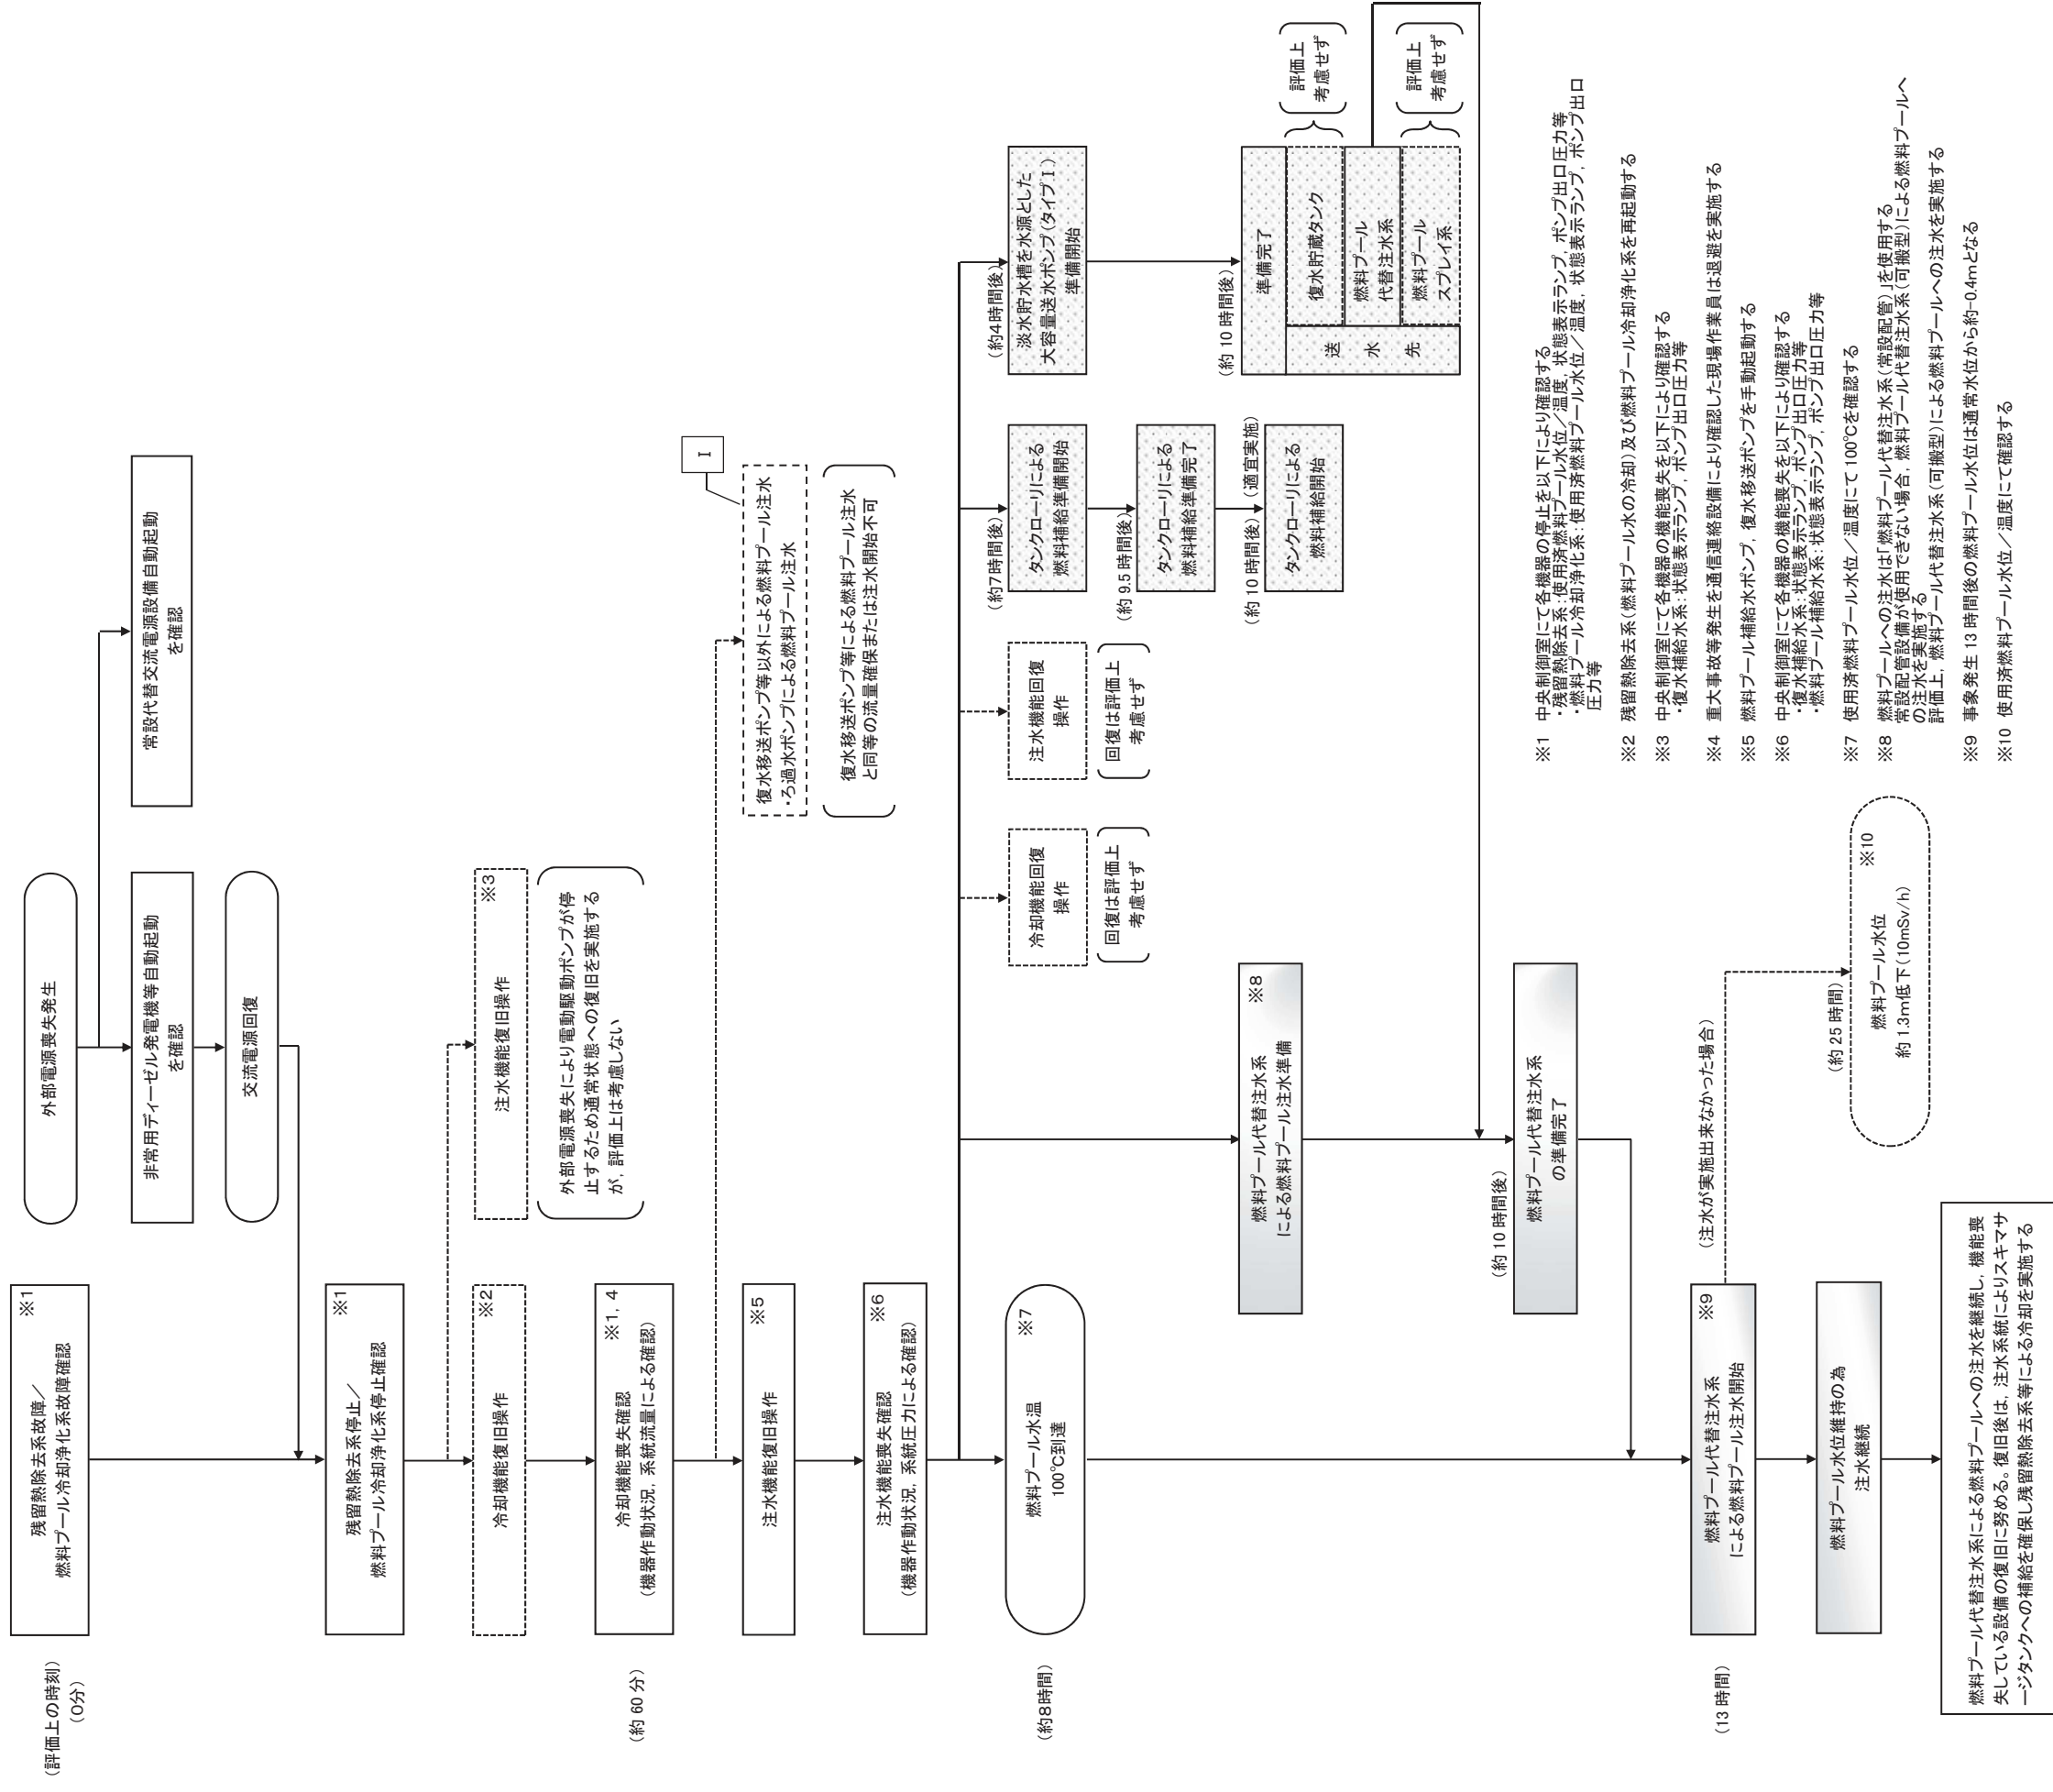 （評価上の時刻）
（0分）
残留熱除去系故障／
燃料プール冷却浄化系故障確認
※1
外部電源喪失発生
非常用ディーゼル発電機等自動起動
を確認
常設代替交流電源設備自動起動
を確認
交流電源回復
残留熱除去系停止／
燃料プール冷却浄化系停止確認
※1
冷却機能復旧操作
※2
注水機能復旧操作
※3
外部電源喪失により電動駆動ポンプが停
止するため通常状態への復旧を実施する
が，評価上は考慮しない
（約 60 分）
冷却機能喪失確認
（機器作動状況，系統流量による確認）
※1，4
注水機能復旧操作
※5
Ⅰ
復水移送ポンプ等以外による燃料プール注水
・ろ過水ポンプによる燃料プール注水
復水移送ポンプ等による燃料プール注水
と同等の流量確保または注水開始不可
注水機能喪失確認
（機器作動状況，系統圧力による確認）
※6
（約8時間）
燃料プール水温
100℃到達
※7
冷却機能回復
操作
回復は評価上
考慮せず
注水機能回復
操作
回復は評価上
考慮せず
（約7時間後）
タンクローリによる
燃料補給準備開始
（約 9.5 時間後）
タンクローリによる
燃料補給準備完了
（約 10 時間後）（適宜実施）
タンクローリによる
燃料補給開始
（約4時間後）
淡水貯水槽を水源とした
大容量送水ポンプ（タイプⅠ）
準備開始
（約 10 時間後）
準備完了
送水先
復水貯蔵タンク
評価上
考慮せず
燃料プール
代替注水系
燃料プール
スプレイ系
評価上
考慮せず
燃料プール代替注水系
による燃料プール注水準備
※8
（約 10 時間後）
燃料プール代替注水系
の準備完了
（13 時間）
燃料プール代替注水系
による燃料プール注水開始
※9
（注水が実施出来なかった場合）
（約 25 時間）
燃料プール水位
約 1.3m低下（10mSv/h）
※10
燃料プール水位維持の為
注水継続
燃料プール代替注水系による燃料プールへの注水を継続し，機能喪
失している設備の復旧に努める。復旧後は，注水系統によりスキマサ
ージタンクへの補給を確保し残留熱除去系等による冷却を実施する
※1 中央制御室にて各機器の停止を以下により確認する
・残留熱除去系：使用済燃料プール水位／温度，状態表示ランプ，ポンプ出口圧力等
・燃料プール冷却浄化系：使用済燃料プール水位／温度，状態表示ランプ，ポンプ出口
圧力等
※2 残留熱除去系（燃料プール水の冷却）及び燃料プール冷却浄化系を再起動する
※3 中央制御室にて各機器の機能喪失を以下により確認する
・復水補給水系：状態表示ランプ，ポンプ出口圧力等
※4 重大事故等発生を通信連絡設備により確認した現場作業員は退避を実施する
※5 燃料プール補給水ポンプ，復水移送ポンプを手動起動する
※6 中央制御室にて各機器の機能喪失を以下により確認する
・復水補給水系：状態表示ランプ，ポンプ出口圧力等
・燃料プール補給水系：状態表示ランプ，ポンプ出口圧力等
※7 使用済燃料プール水位／温度にて 100℃を確認する
※8 燃料プールへの注水は「燃料プール代替注水系（常設配管）」を使用する
常設配管設備が使用できない場合，燃料プール代替注水系（可搬型）による燃料プールへ
の注水を実施する
評価上，燃料プール代替注水系（可搬型）による燃料プールへの注水を実施する
※9 事象発生 13 時間後の燃料プール水位は通常水位から約-0.4mとなる
※10 使用済燃料プール水位／温度にて確認する